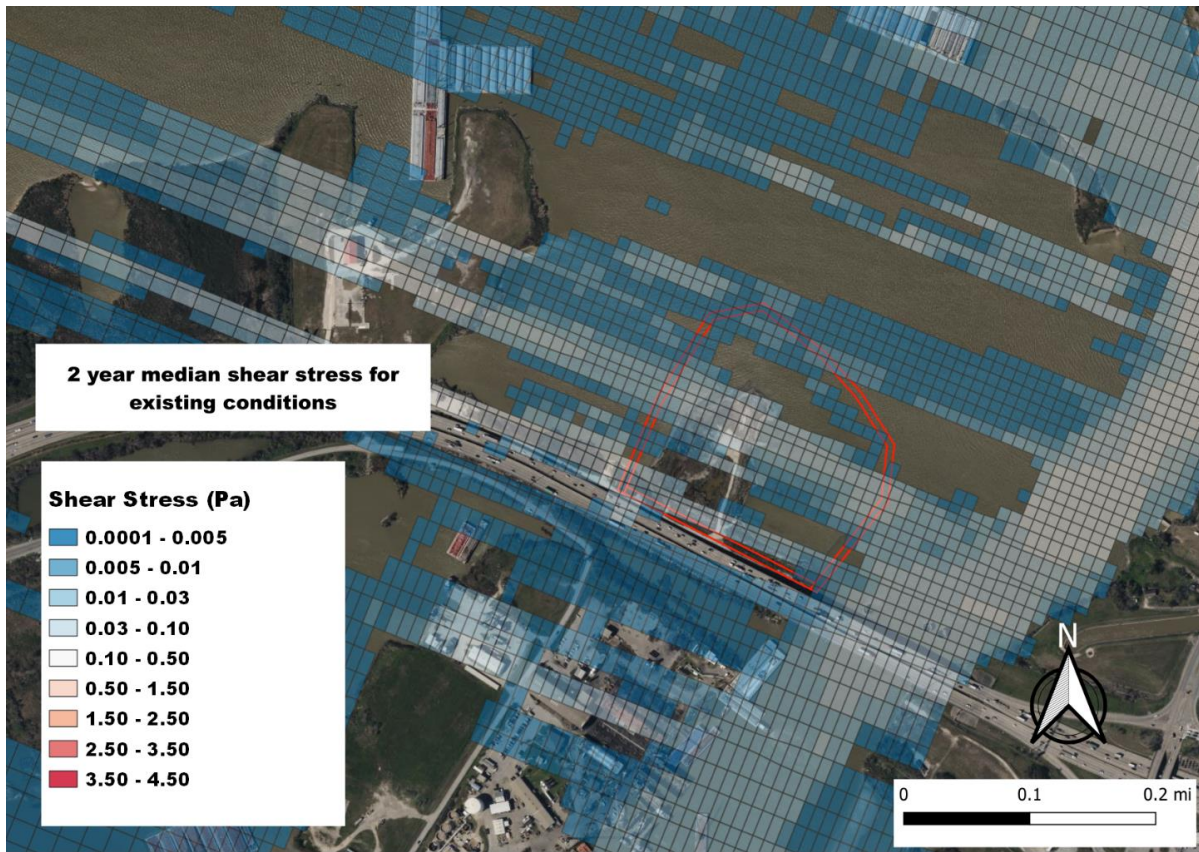 2 year median shear stress for
existing conditions
Shear Stress (Pa)
0.0001 - 0.005
0.005 - 0.01
0.01 - 0.03
0.03 - 0.10
0.10 - 0.50
0.50 - 1.50
1.50 - 2.50
2.50 - 3.50
3.50 - 4.50
N
0 0.1 0.2 mi